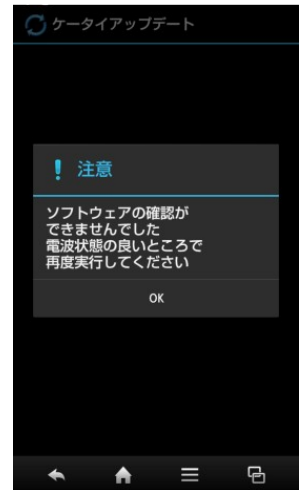 ケータイアップデート
注意
ソフトウェアの確認が
できませんでした
電波状態の良いところで
再度実行してください
OK